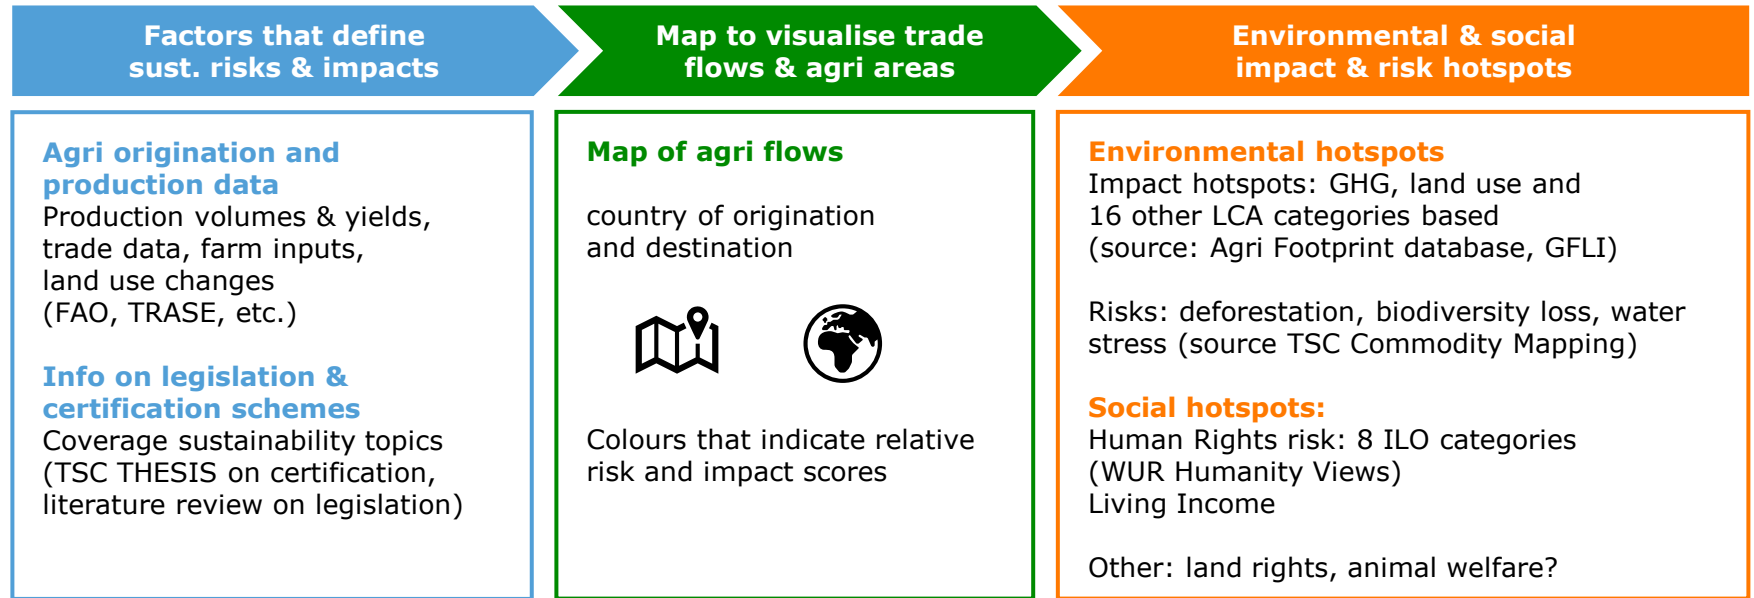 Factors that define
sust. risks & impacts
Map to visualise trade
flows & agri areas
Environmental & social
impact & risk hotspots
Agri origination and
production data
Production volumes & yields,
trade data, farm inputs,
land use changes
(FAO, TRASE, etc.)
Info on legislation &
certification schemes
Coverage sustainability topics
(TSC THESIS on certification,
literature review on legislation)
Map of agri flows
country of origination
and destination
Colours that indicate relative
risk and impact scores
Environmental hotspots
Impact hotspots: GHG, land use and
16 other LCA categories based
(source: Agri Footprint database, GFLI)
Risks: deforestation, biodiversity loss, water
stress (source TSC Commodity Mapping)
Social hotspots:
Human Rights risk: 8 ILO categories
(WUR Humanity Views)
Living Income
Other: land rights, animal welfare?